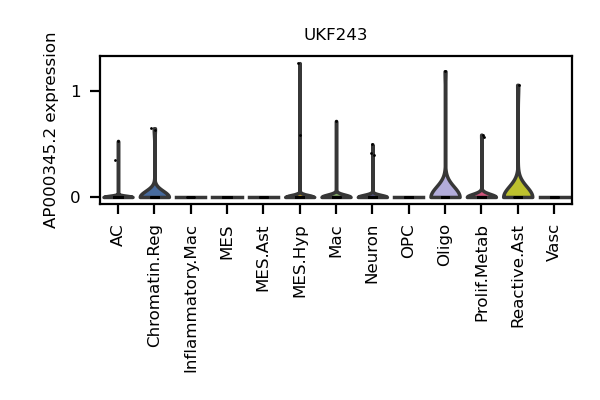 UKF243
AP000345.2 expression
1
0
AC
Chromatin.Reg
Inflammatory.Mac
MES
MES.Ast
MES.Hyp
Mac
Neuron
OPC
Oligo
Prolif.Metab
Reactive.Ast
Vasc